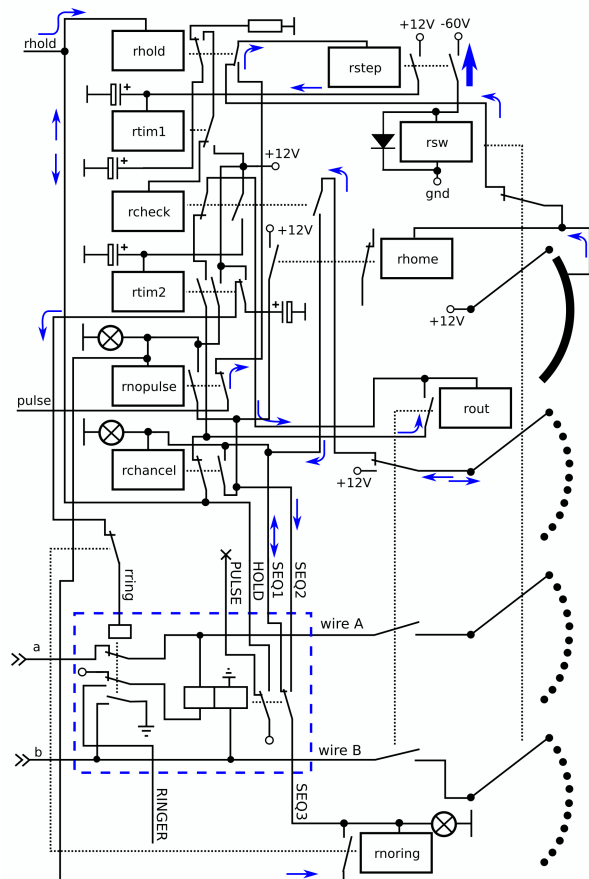 +12V -60V
rhold
rhold
rstep
+
rtim1
rsw
+
+12V
gnd
rcheck
+12V
+
rhome
rtim2
+
+12V
rnopulse
pulse
rout
rchancel
+12V
PULSE
HOLD
SEQ1
SEQ2
rring
wire A
a
wire B
b
RINGER
SEQ3
rnoring